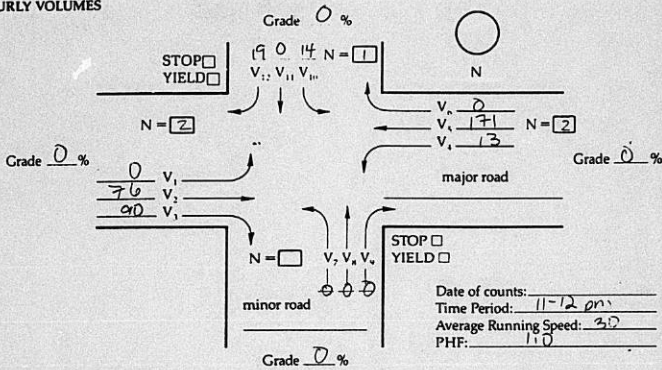 URLY VOLUMES
Grade 0 %
STOP □
YIELD □
19 0 14 N = 1
V₁₂ V₁₁ V₁₀
N
N = 2
V₆ 0
V₅ 171
V₄ 13
N = 2
Grade 0 %
Grade 0 %
0 V₁
76 V₂
90 V₃
major road
N = □
V₇ V₈ V₉
0 0 0
STOP □
YIELD □
minor road
Date of counts:
Time Period: 11-12 pm
Average Running Speed: 30
PHF: 1.0
Grade 0 %